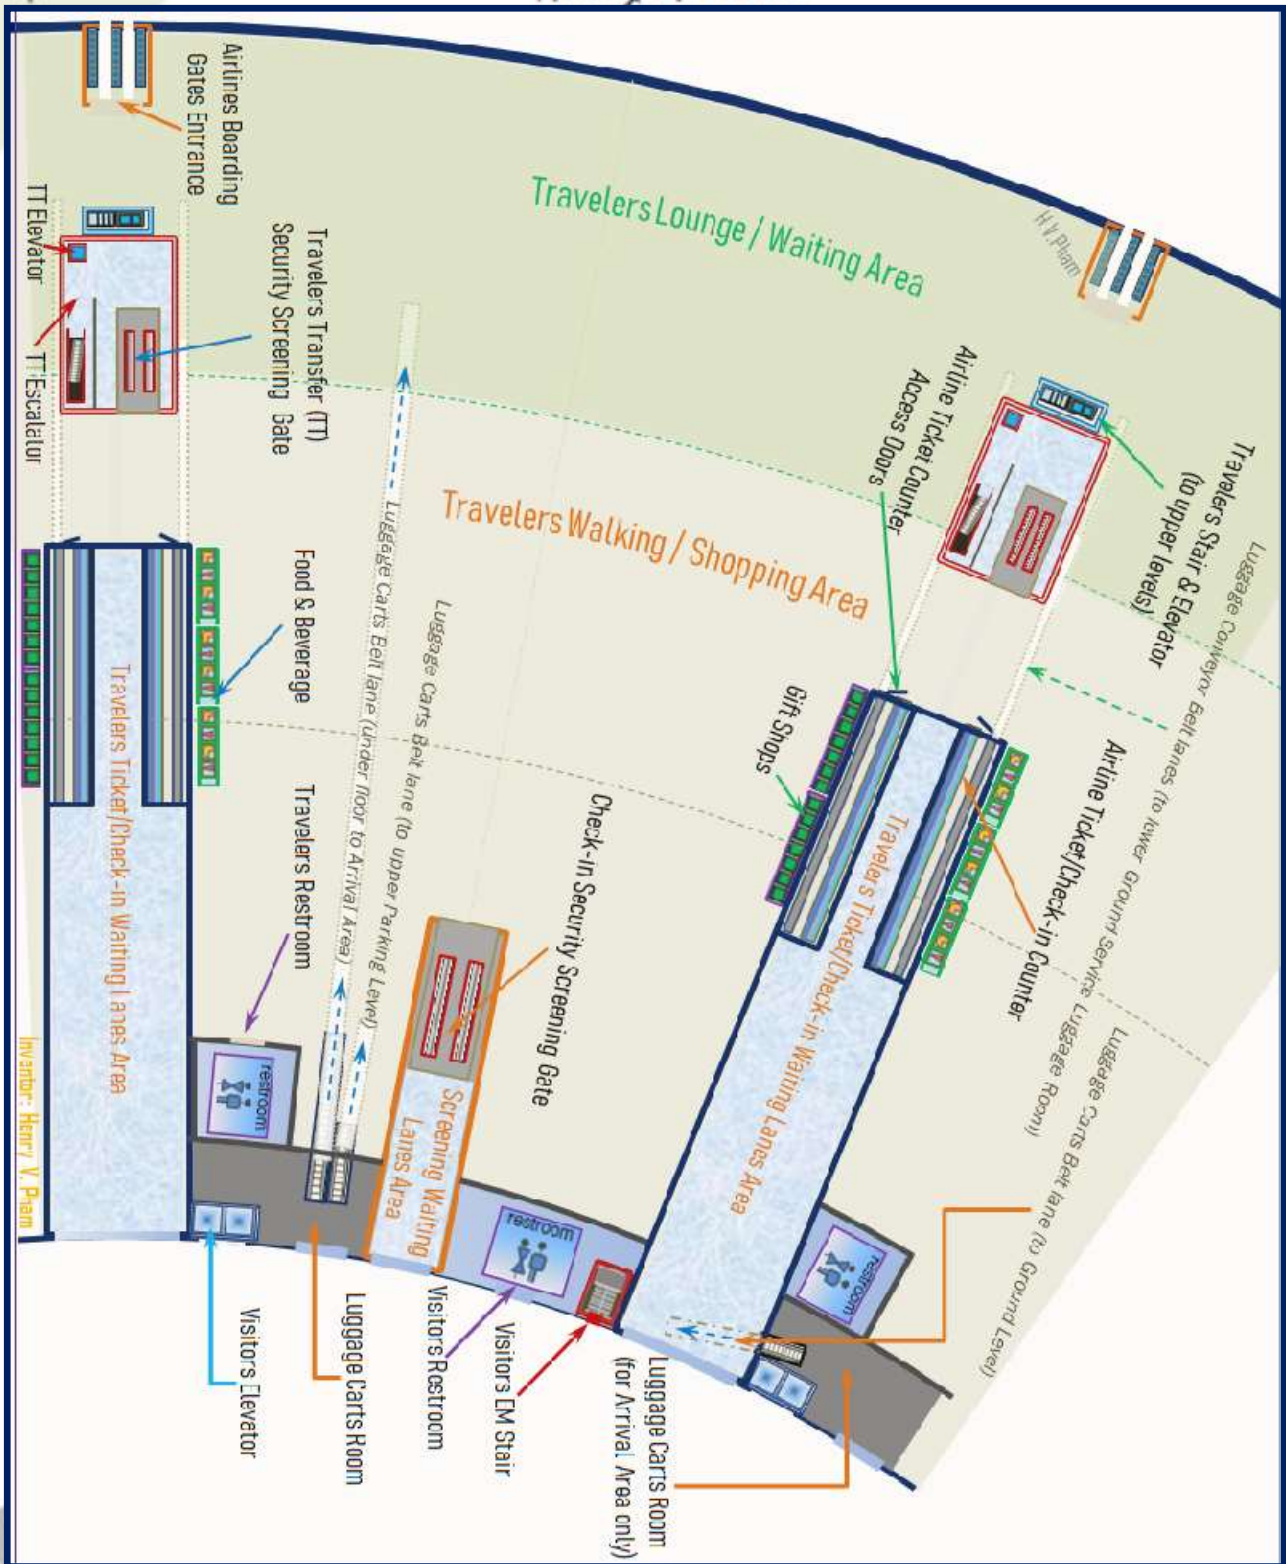 Airlines Boarding
Gates Entrance
TT Elevator
TT Escalatur
Travelers Transfer (TT)
Security Screening Gate
Travelers Lounge / Waiting Area
H.V.Pham
Travelers Walking / Shopping Area
Airline Ticket Counter
Access Doors
Travelers Stair & Elevator
(to upper levels)
Luggage Conveyor Belt lanes (to lower Ground Service Luggage Room)
Airline Ticket/Check-in Counter
Luggage Carts Belt lane (to Ground Level)
Food & Beverage
Gift Shops
Luggage Carts Belt lane (under floor to Arrival Area)
Luggage Carts Belt lane (to upper Parking Level)
Check-in Security Screening Gate
Travelers Restroom
Travelers Ticket/Check-in Waiting Lanes Area
Travelers Ticket/Check-in Waiting Lanes Area
Screening Waiting
Lanes Area
restroom
restroom
restroom
Invantor: Henry V. Pham
Visitors Elevator
Luggage Carts Room
Visitors Restroom
Visitors EM Stair
Luggage Carts Room
(for Arrival Area only)